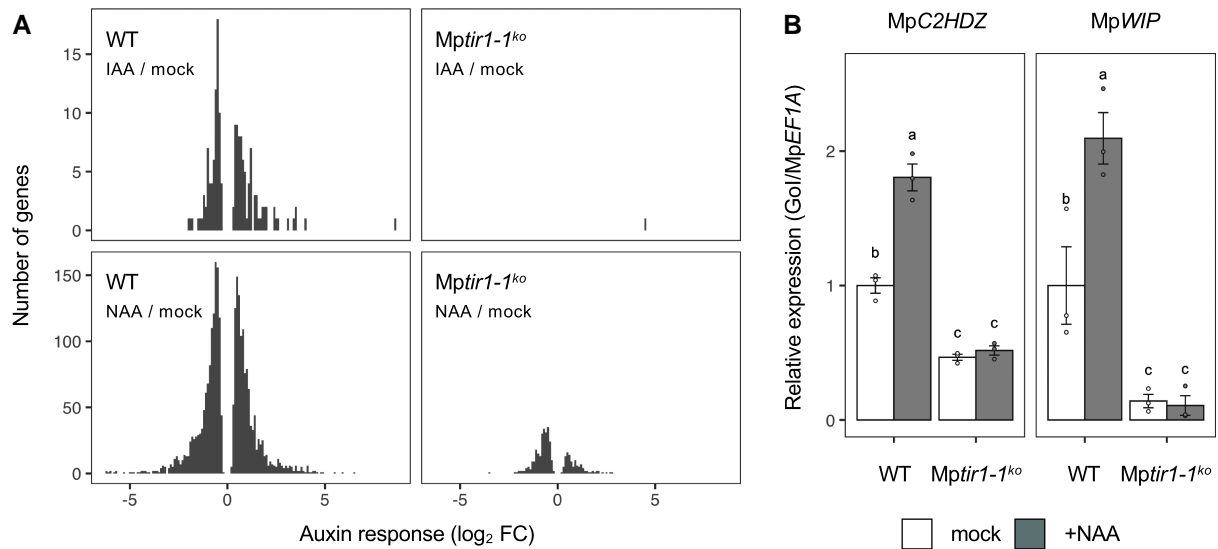 A
WT
IAA / mock
Mptir1-1ᵏᵒ
IAA / mock
15
10
5
0
WT
NAA / mock
Mptir1-1ᵏᵒ
NAA / mock
150
100
50
0
-5 0 5
-5 0 5
Number of genes
Auxin response (log₂ FC)
B
MpC2HDZ
MpWIP
Relative expression (GoI/MpEF1A)
2
1
0
b
a
c
c
b
a
c
c
WT Mptir1-1ᵏᵒ
WT Mptir1-1ᵏᵒ
mock +NAA